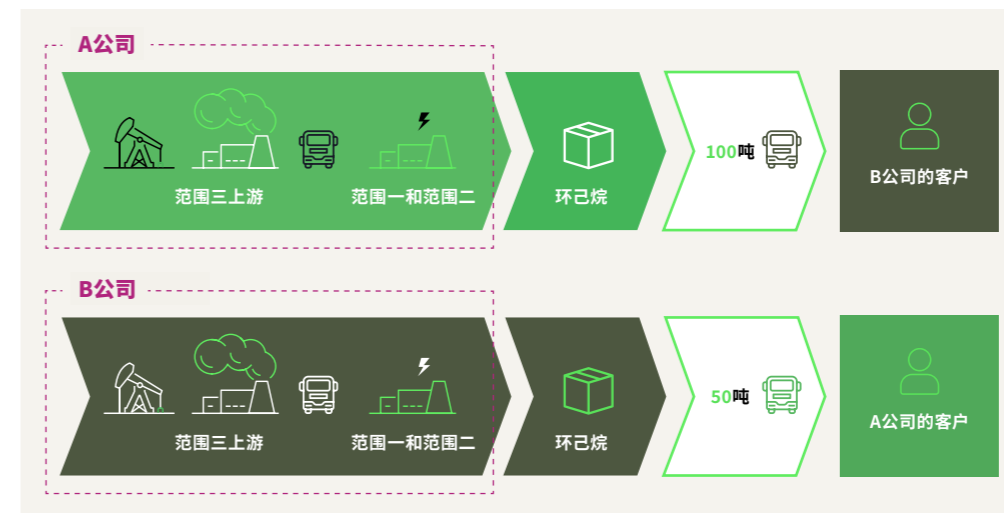 A公司
范围三上游
范围一和范围二
环己烷
100吨
B公司的客户
B公司
范围三上游
范围一和范围二
环己烷
50吨
A公司的客户